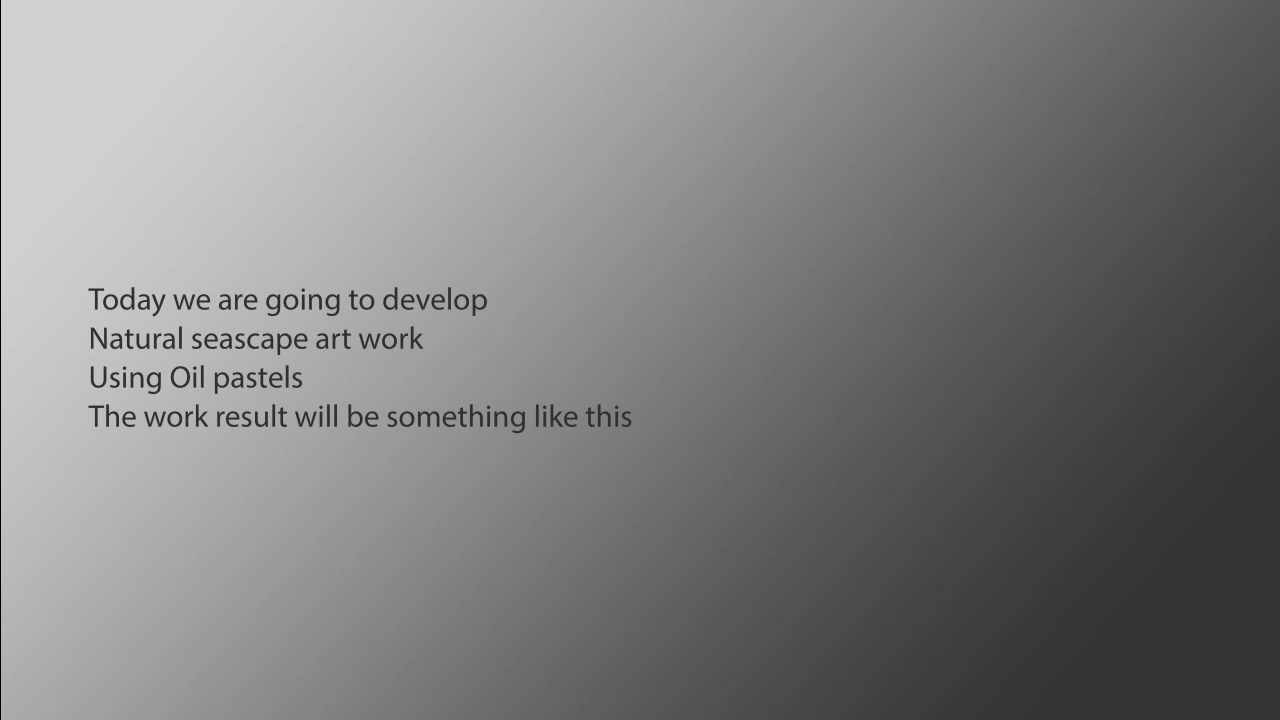 Today we are going to develop
Natural seascape art work
Using Oil pastels
The work result will be something like this